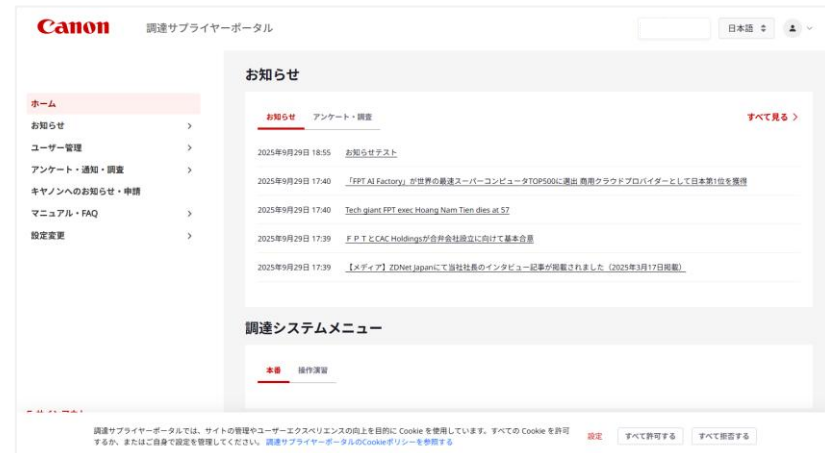 Canon 調達サプライヤーポータル 日本語
ホーム
お知らせ
ユーザー管理
アンケート・通知・調査
キヤノンへのお知らせ・申請
マニュアル・FAQ
設定変更
お知らせ
お知らせ アンケート・調査 すべて見る
2025年9月29日 18:55 お知らせテスト
2025年9月29日 17:40 「FPT AI Factory」が世界の最速スーパーコンピュータTOP500に選出 商用クラウドプロバイダーとして日本第1位を獲得
2025年9月29日 17:40 Tech giant FPT exec Hoang Nam Tien dies at 57
2025年9月29日 17:39 ＦＰＴとCAC Holdingsが合弁会社設立に向けて基本合意
2025年9月29日 17:39 【メディア】ZDNet Japanにて当社社長のインタビュー記事が掲載されました（2025年3月17日掲載）
調達システムメニュー
本番 操作演習
調達サプライヤーポータルでは、サイトの管理やユーザーエクスペリエンスの向上を目的に Cookie を使用しています。すべての Cookie を許可
するか、またはご自身で設定を管理してください。 調達サプライヤーポータルのCookieポリシーを参照する
設定 すべて許可する すべて拒否する